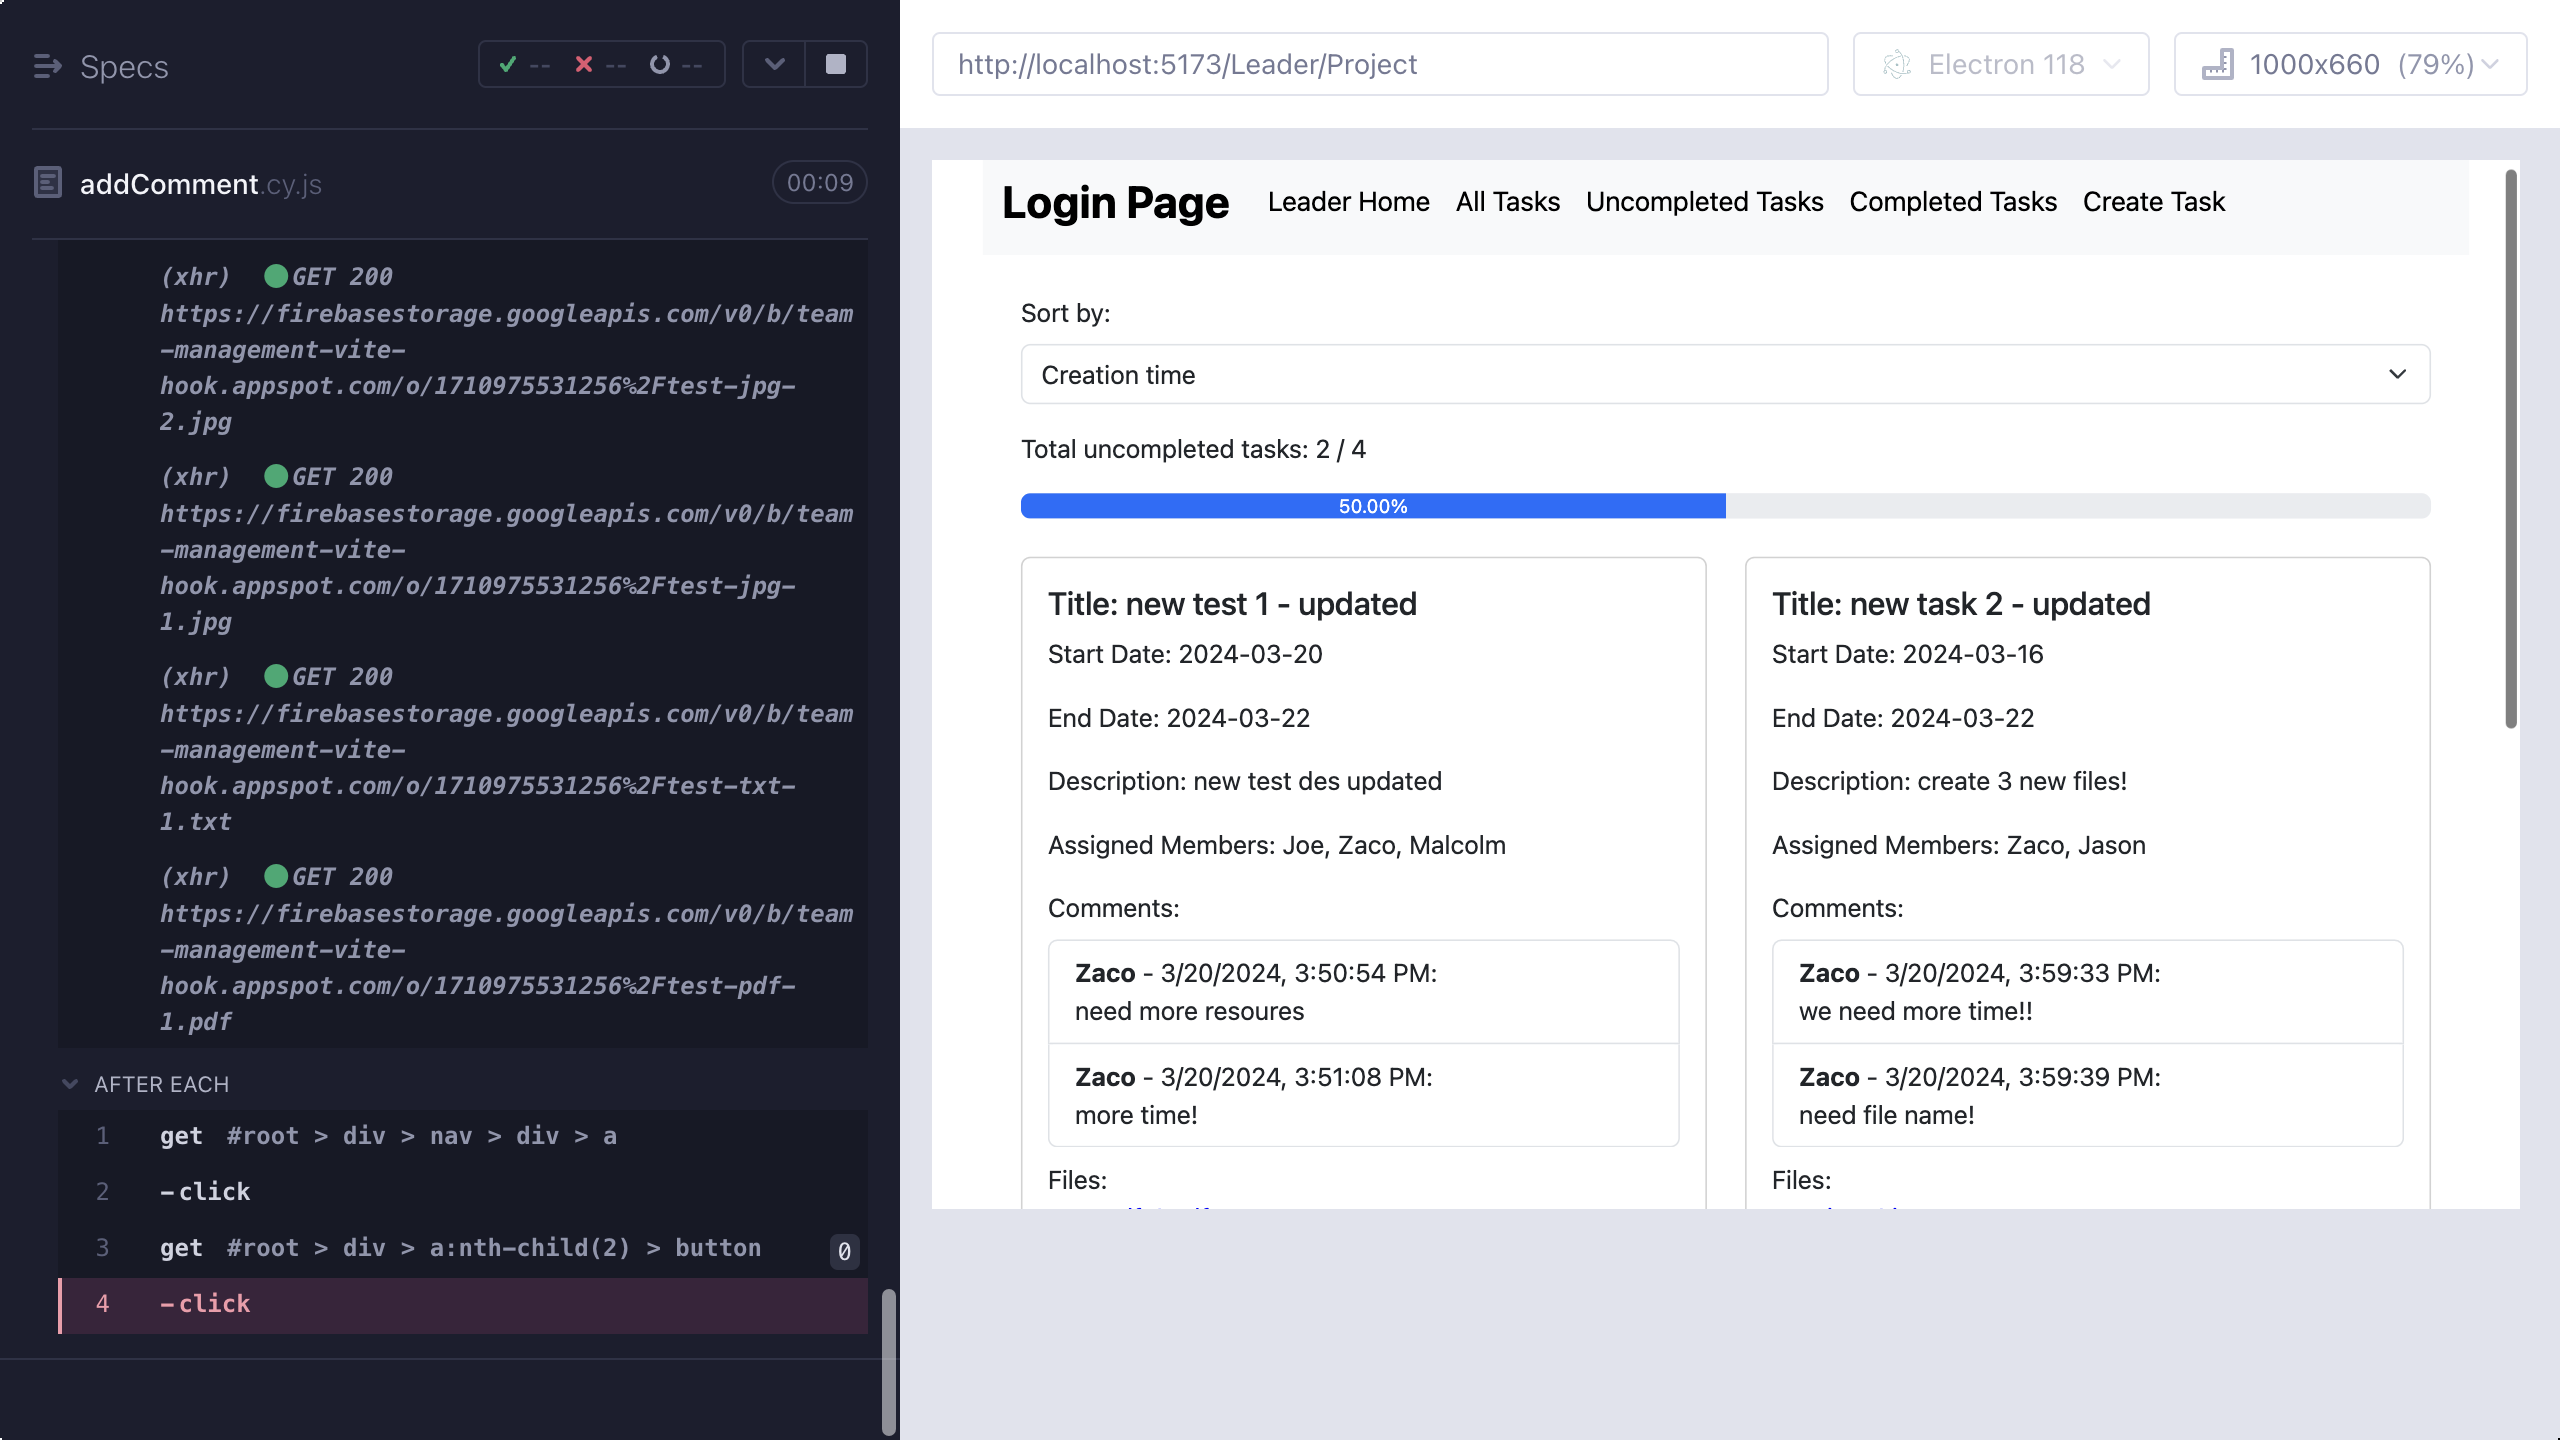 Specs
-- -- --
addComment.cy.js
00:09
(xhr) GET 200
https://firebasestorage.googleapis.com/v0/b/team
-management-vite-
hook.appspot.com/o/1710975531256%2Ftest-jpg-
2.jpg
(xhr) GET 200
https://firebasestorage.googleapis.com/v0/b/team
-management-vite-
hook.appspot.com/o/1710975531256%2Ftest-jpg-
1.jpg
(xhr) GET 200
https://firebasestorage.googleapis.com/v0/b/team
-management-vite-
hook.appspot.com/o/1710975531256%2Ftest-txt-
1.txt
(xhr) GET 200
https://firebasestorage.googleapis.com/v0/b/team
-management-vite-
hook.appspot.com/o/1710975531256%2Ftest-pdf-
1.pdf
AFTER EACH
1 get #root > div > nav > div > a
2 -click
3 get #root > div > a:nth-child(2) > button 0
4 -click
http://localhost:5173/Leader/Project
Electron 118
1000x660 (79%)
Login Page Leader Home All Tasks Uncompleted Tasks Completed Tasks Create Task
Sort by:
Creation time
Total uncompleted tasks: 2 / 4
50.00%
Title: new test 1 - updated
Start Date: 2024-03-20
End Date: 2024-03-22
Description: new test des updated
Assigned Members: Joe, Zaco, Malcolm
Comments:
Zaco - 3/20/2024, 3:50:54 PM:
need more resoures
Zaco - 3/20/2024, 3:51:08 PM:
more time!
Files:
Title: new task 2 - updated
Start Date: 2024-03-16
End Date: 2024-03-22
Description: create 3 new files!
Assigned Members: Zaco, Jason
Comments:
Zaco - 3/20/2024, 3:59:33 PM:
we need more time!!
Zaco - 3/20/2024, 3:59:39 PM:
need file name!
Files: